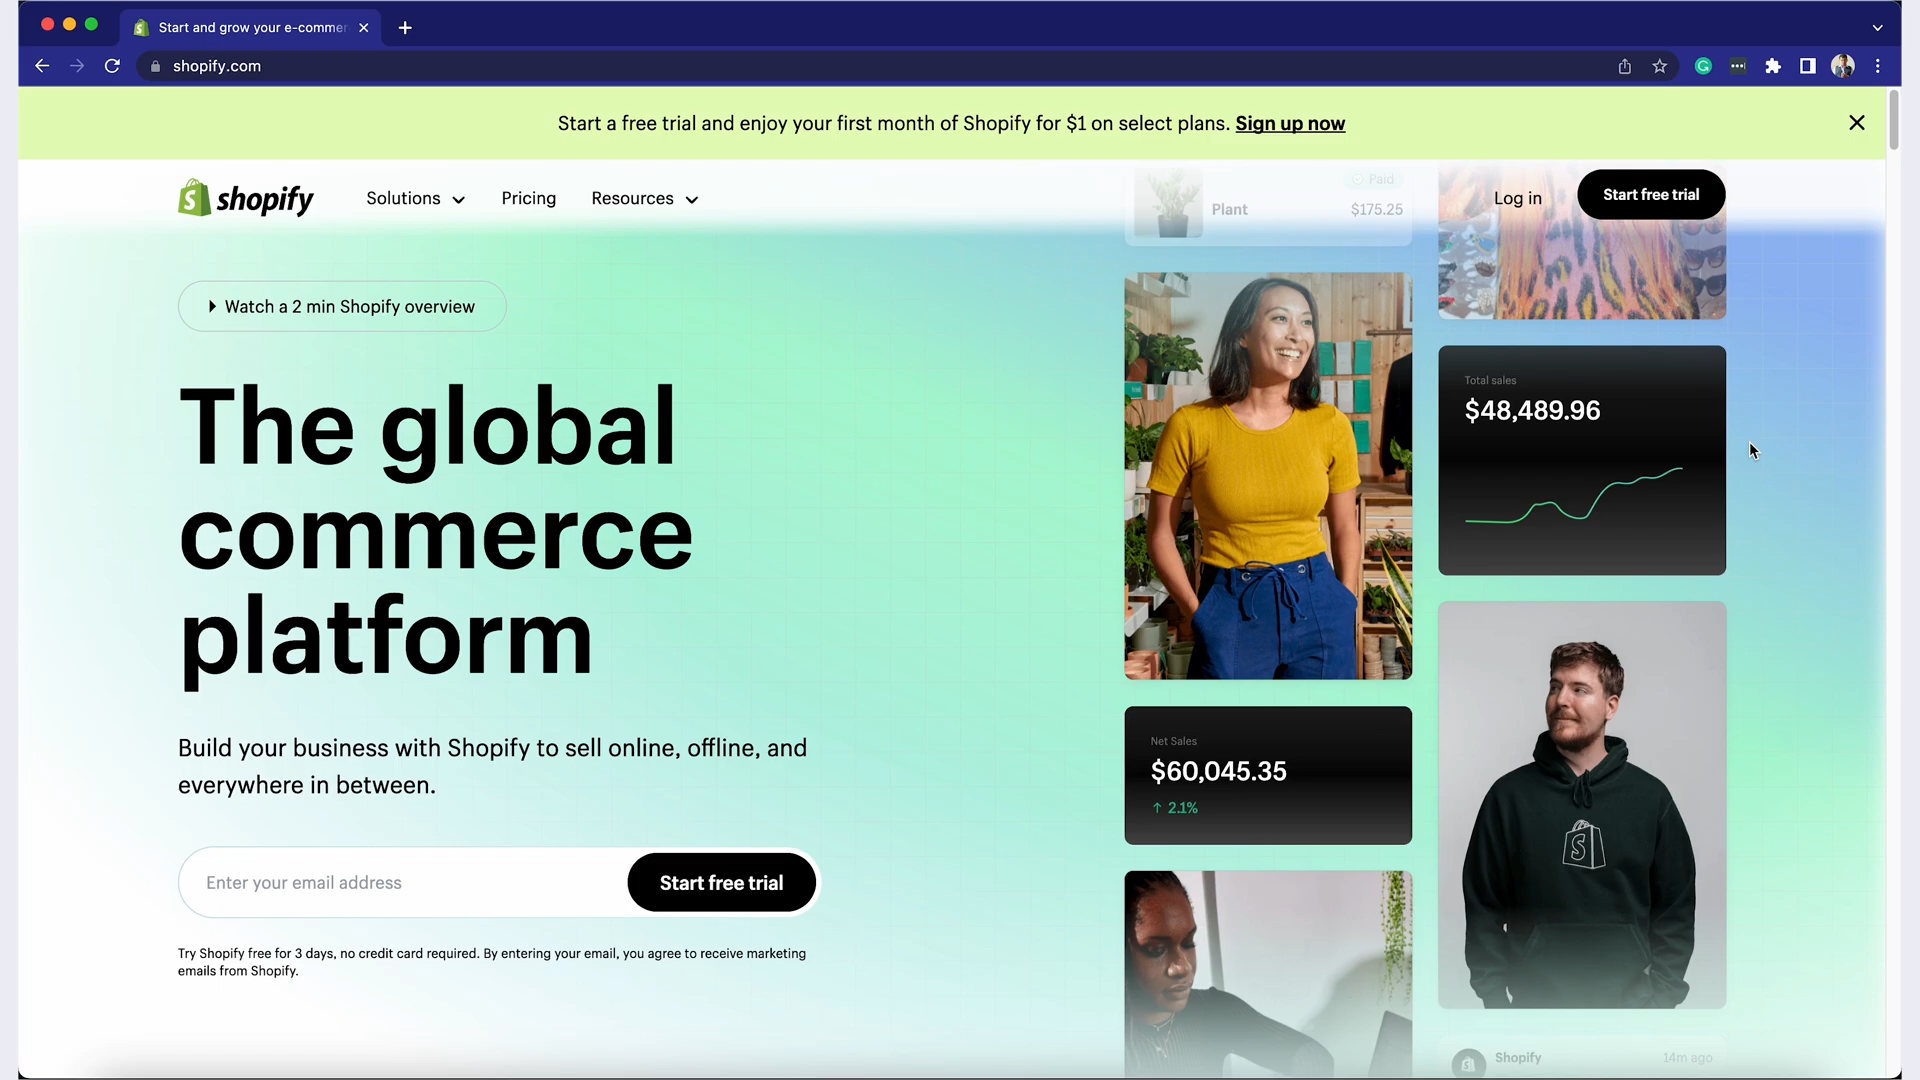 Start and grow your e-commer
shopify.com
Start a free trial and enjoy your first month of Shopify for $1 on select plans. Sign up now
shopify
Solutions
Pricing
Resources
Log in
Start free trial
Paid
Plant
$175.25
Watch a 2 min Shopify overview
The global
commerce
platform
Build your business with Shopify to sell online, offline, and
everywhere in between.
Enter your email address
Start free trial
Try Shopify free for 3 days, no credit card required. By entering your email, you agree to receive marketing
emails from Shopify.
Total sales
$48,489.96
Net Sales
$60,045.35
↑ 2.1%
Shopify
14m ago